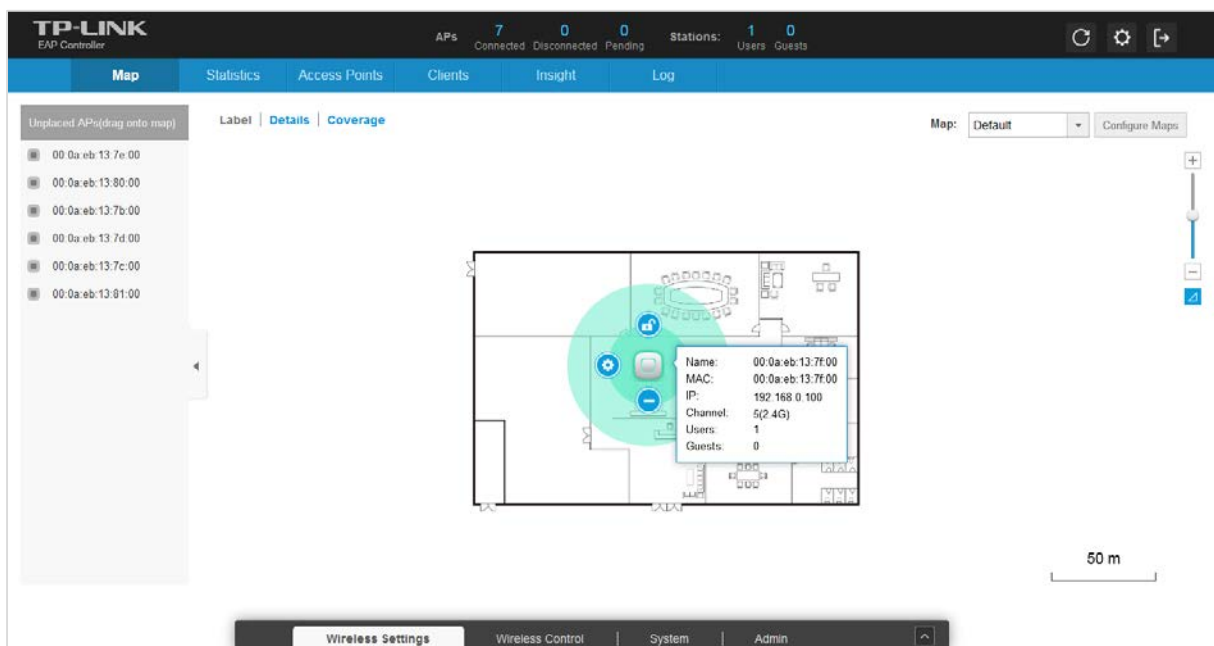 TP-LINK
EAP Controller
APs 7 Connected 0 Disconnected 0 Pending Stations: 1 Users 0 Guests
Map Statistics Access Points Clients Insight Log
Unplaced APs(drag onto map)
00:0a:eb:13:7e:00
00:0a:eb:13:80:00
00:0a:eb:13:7b:00
00:0a:eb:13:7d:00
00:0a:eb:13:7c:00
00:0a:eb:13:81:00
Label | Details | Coverage
Map: Default Configure Maps
Name: 00:0a:eb:13:7f:00
MAC: 00:0a:eb:13:7f:00
IP: 192.168.0.100
Channel: 5(2.4G)
Users: 1
Guests: 0
50 m
Wireless Settings Wireless Control | System | Admin